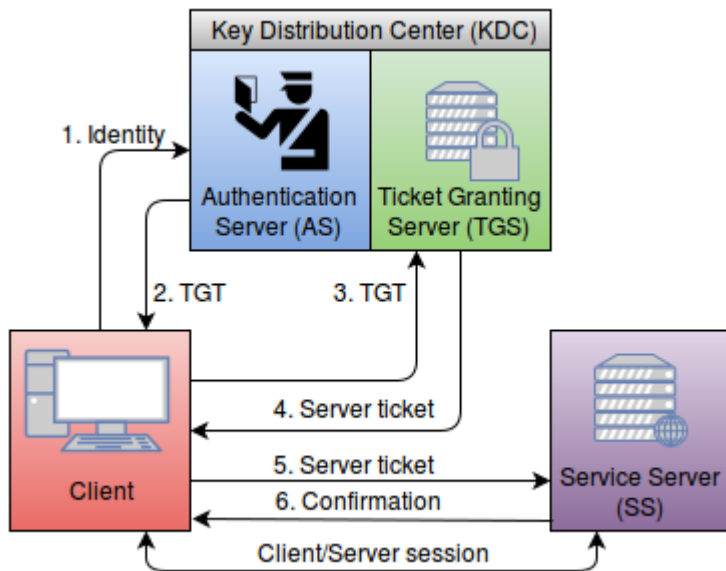 Key Distribution Center (KDC)
1. Identity
Authentication
Server (AS)
Ticket Granting
Server (TGS)
2. TGT
3. TGT
4. Server ticket
5. Server ticket
6. Confirmation
Client
Service Server
(SS)
Client/Server session